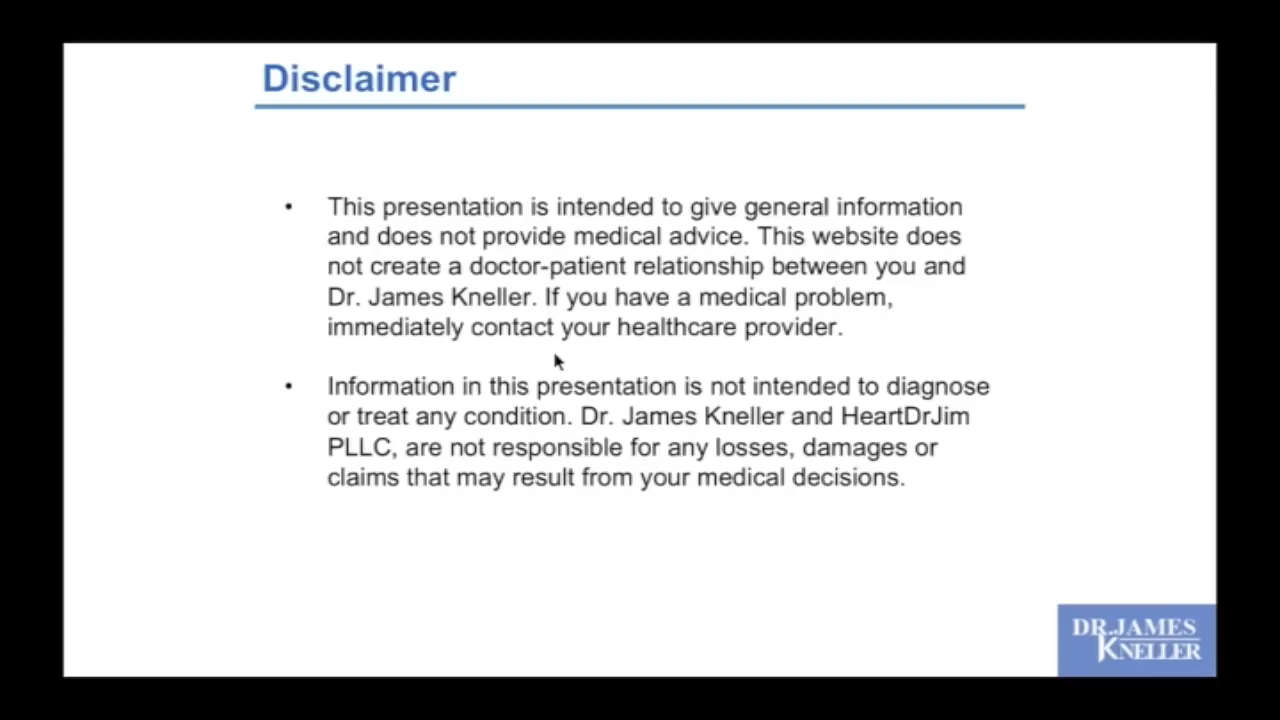 Disclaimer
• This presentation is intended to give general information
and does not provide medical advice. This website does
not create a doctor-patient relationship between you and
Dr. James Kneller. If you have a medical problem,
immediately contact your healthcare provider.
• Information in this presentation is not intended to diagnose
or treat any condition. Dr. James Kneller and HeartDrJim
PLLC, are not responsible for any losses, damages or
claims that may result from your medical decisions.
DR.JAMES
KNELLER